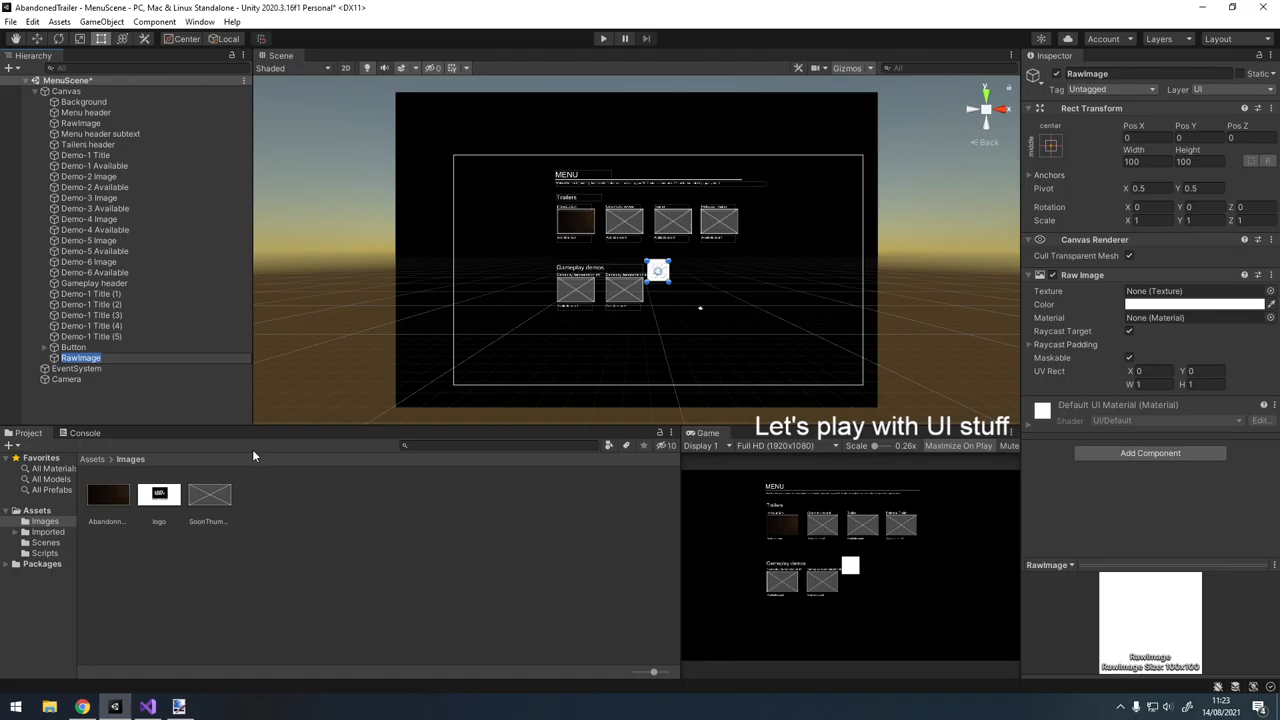 AbandonedTrailer - MenuScene - PC, Mac & Linux Standalone - Unity 2020.3.16f1 Personal* <DX11>
File Edit Assets GameObject Component Window Help
Center Local Account Layers Layout
Hierarchy
All
MenuScene*
Canvas
Background
Menu header
RawImage
Menu header subtext
Tailers header
Demo-1 Title
Demo-1 Available
Demo-2 Image
Demo-2 Available
Demo-3 Image
Demo-3 Available
Demo-4 Image
Demo-4 Available
Demo-5 Image
Demo-5 Available
Demo-6 Image
Demo-6 Available
Gameplay header
Demo-1 Title (1)
Demo-1 Title (2)
Demo-1 Title (3)
Demo-1 Title (4)
Demo-1 Title (5)
Button
RawImage
EventSystem
Camera
Scene
Shaded 2D 0 Gizmos All
y
x
Back
MENU
Trailers
Gameplay demos
Let's play with UI stuff
Inspector
RawImage Static
Tag Untagged Layer UI
Rect Transform
center
middle
Pos X Pos Y Pos Z
0 0 0
Width Height
100 100
R
Anchors
Pivot X 0.5 Y 0.5
Rotation X 0 Y 0 Z 0
Scale X 1 Y 1 Z 1
Canvas Renderer
Cull Transparent Mesh
Raw Image
Texture None (Texture)
Color
Material None (Material)
Raycast Target
Raycast Padding
Maskable
UV Rect X 0 Y 0
W 1 H 1
Default UI Material (Material)
Shader UI/Default Edit...
Add Component
RawImage
RawImage
RawImage Size: 100x100
Project Console
10
Favorites
All Materials
All Models
All Prefabs
Assets
Images
Imported
Scenes
Scripts
Packages
Assets > Images
Abandonn... logo SoonThum...
Game
Display 1 Full HD (1920x1080) Scale 0.26x Maximize On Play Mute
MENU
Trailers
Gameplay demos
11:23
14/08/2021
4